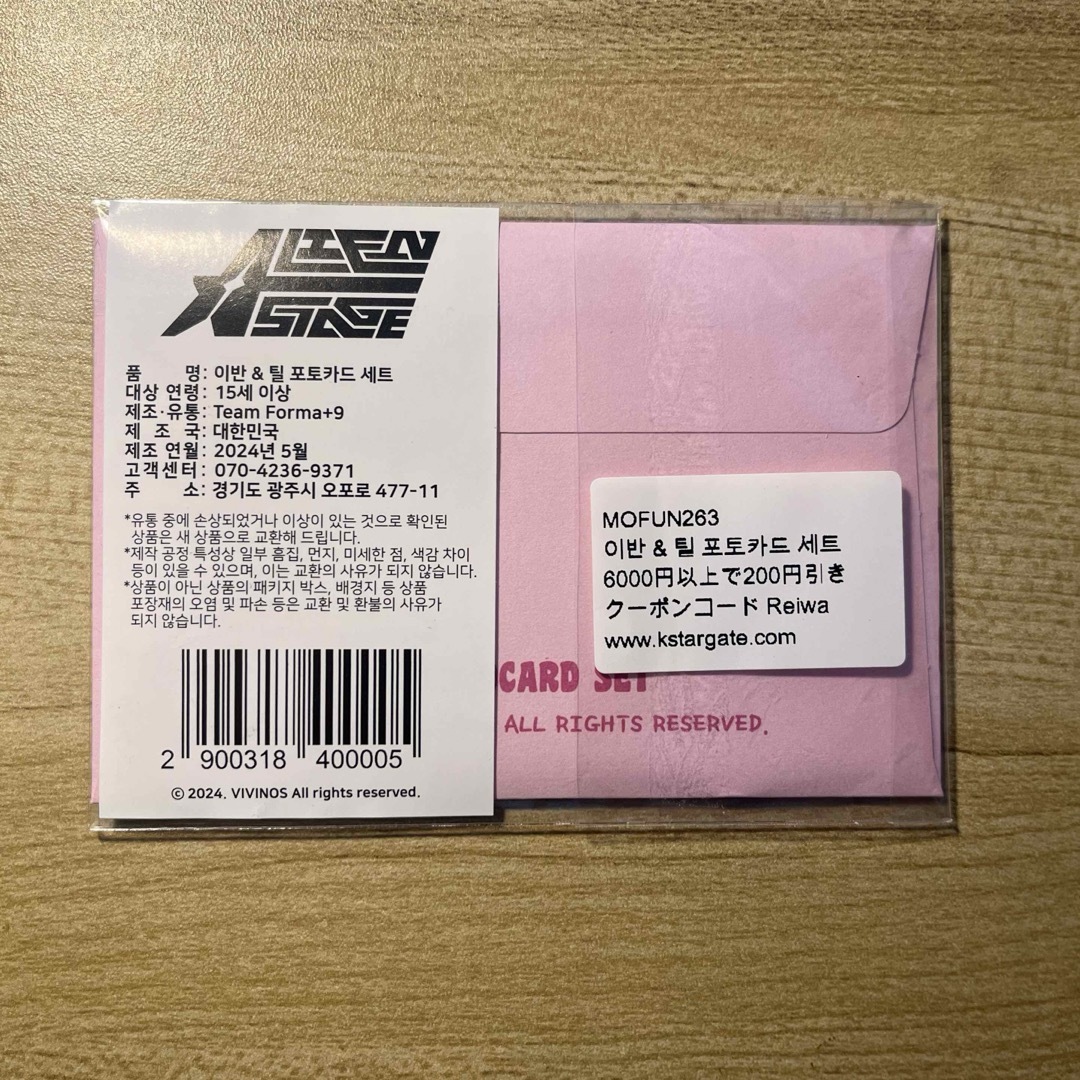 ALIEN
STAGE
품 명: 이반 & 틸 포토카드 세트
대상 연령: 15세 이상
제조·유통: Team Forma+9
제 조 국: 대한민국
제조 연월: 2024년 5월
고객센터: 070-4236-9371
주 소: 경기도 광주시 오포로 477-11
*유통 중에 손상되었거나 이상이 있는 것으로 확인된
상품은 새 상품으로 교환해 드립니다.
*제작 공정 특성상 일부 흠집, 먼지, 미세한 점, 색감 차이
등이 있을 수 있으며, 이는 교환의 사유가 되지 않습니다.
*상품이 아닌 상품의 패키지 박스, 배경지 등 상품
포장재의 오염 및 파손 등은 교환 및 환불의 사유가
되지 않습니다.
2 900318 400005
© 2024. VIVINOS All rights reserved.
MOFUN263
이반 & 틸 포토카드 세트
6000円以上で200円引き
クーポンコード Reiwa
www.kstargate.com
CARD SET
ALL RIGHTS RESERVED.